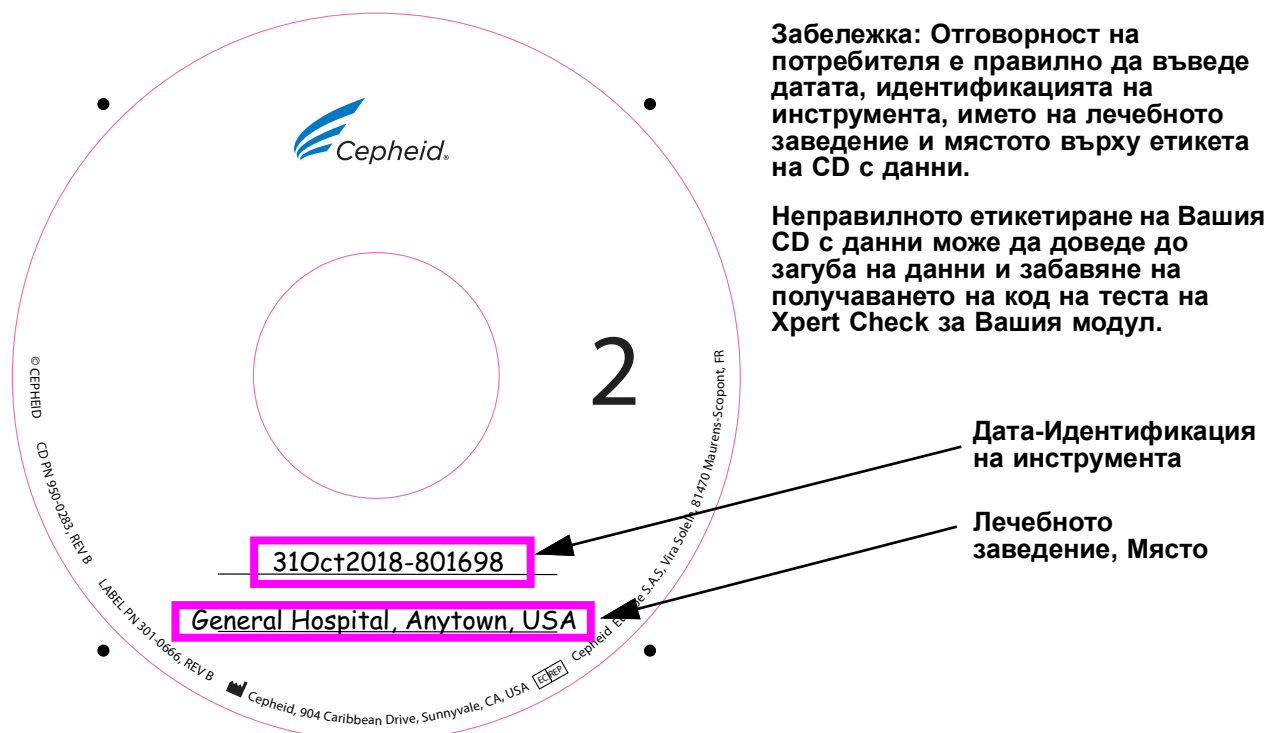 Забележка: Отговорност на
потребителя е правилно да въведе
датата, идентификацията на
инструмента, името на лечебното
заведение и мястото върху етикета
на CD с данни.
Неправилното етикетиране на Вашия
CD с данни може да доведе до
загуба на данни и забавяне на
получаването на код на теста на
Xpert Check за Вашия модул.
Cepheid®
2
Дата-Идентификация
на инструмента
Лечебното
заведение, Място
31Oct2018-801698
General Hospital, Anytown, USA
© CEPHEID CD PN 950-0283, REV B LABEL PN 301-0666, REV B Cepheid, 904 Caribbean Drive, Sunnyvale, CA, USA EC REP Cepheid S.A.S, Vira Solelh, 81470 Maurens-Scopont, FR